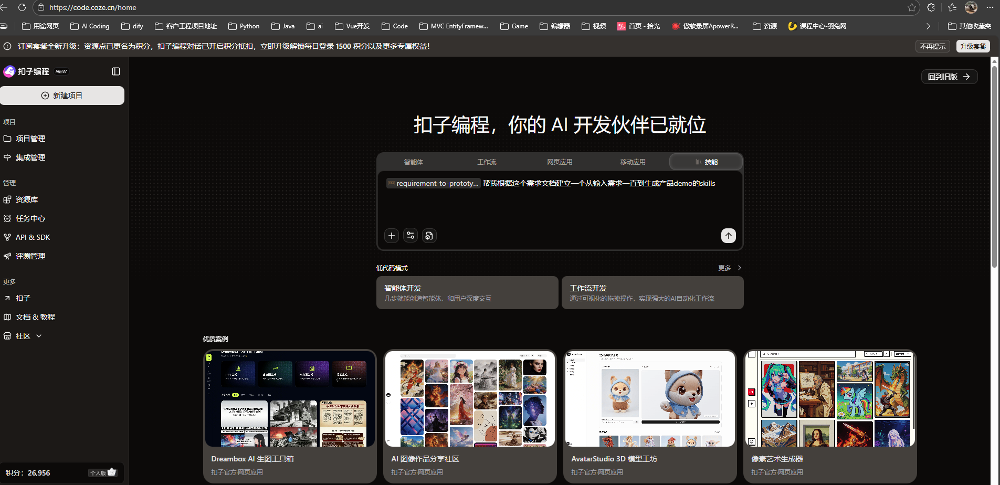 https://code.coze.cn/home
用途网页
AI Coding
dify
客户工程项目地址
Python
Java
ai
Vue开发
Code
MVC EntityFramew...
Game
编辑器
视频
首页 - 拾光
傲软录屏ApowerR...
资源
课程中心-羽兔网
其他收藏夹
订阅套餐全新升级：资源点已更名为积分，扣子编程对话已开启积分抵扣，立即升级解锁每日登录 1500 积分以及更多专属权益！
不再提示
升级套餐
扣子编程 NEW
回到旧版
新建项目
项目
项目管理
集成管理
管理
资源库
任务中心
API & SDK
评测管理
更多
扣子
文档 & 教程
社区
积分：26,956
个人版
扣子编程，你的 AI 开发伙伴已就位
智能体
工作流
网页应用
移动应用
技能
requirement-to-prototy... 帮我根据这个需求文档建立一个从输入需求一直到生成产品demo的skills
低代码模式
更多
智能体开发
几步就能创造智能体，和用户深度交互
工作流开发
通过可视化的拖拽操作，实现强大的AI自动化工作流
优质案例
Dreambox AI 生图工具箱
扣子官方·网页应用
AI 图像作品分享社区
扣子官方·网页应用
AvatarStudio 3D 模型工坊
扣子官方·网页应用
像素艺术生成器
扣子官方·网页应用